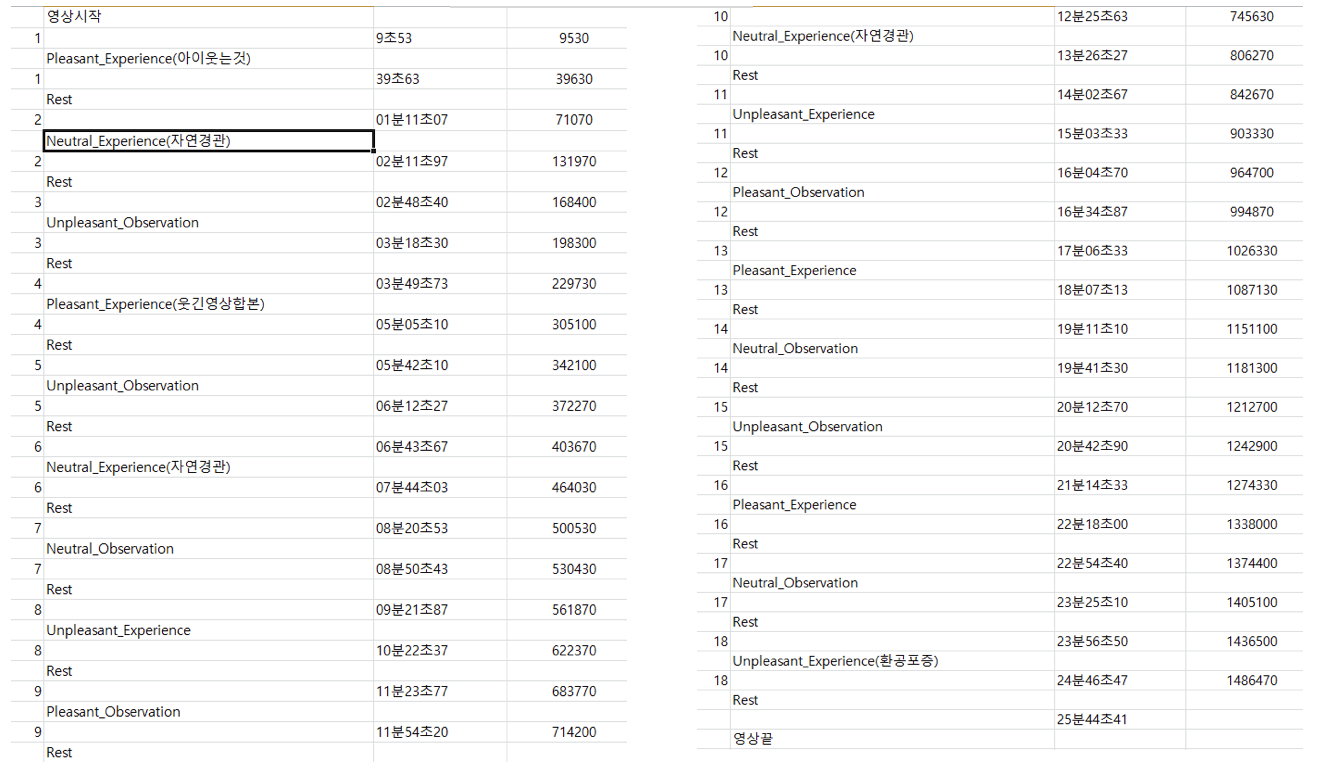 영상시작
1 9초53 9530
Pleasant_Experience(아이웃는것)
1 39초63 39630
Rest
2 01분11초07 71070
Neutral_Experience(자연경관)
2 02분11초97 131970
Rest
3 02분48초40 168400
Unpleasant_Observation
3 03분18초30 198300
Rest
4 03분49초73 229730
Pleasant_Experience(웃긴영상합본)
4 05분05초10 305100
Rest
5 05분42초10 342100
Unpleasant_Observation
5 06분12초27 372270
Rest
6 06분43초67 403670
Neutral_Experience(자연경관)
6 07분44초03 464030
Rest
7 08분20초53 500530
Neutral_Observation
7 08분50초43 530430
Rest
8 09분21초87 561870
Unpleasant_Experience
8 10분22초37 622370
Rest
9 11분23초77 683770
Pleasant_Observation
9 11분54초20 714200
Rest
10 12분25초63 745630
Neutral_Experience(자연경관)
10 13분26초27 806270
Rest
11 14분02초67 842670
Unpleasant_Experience
11 15분03초33 903330
Rest
12 16분04초70 964700
Pleasant_Observation
12 16분34초87 994870
Rest
13 17분06초33 1026330
Pleasant_Experience
13 18분07초13 1087130
Rest
14 19분11초10 1151100
Neutral_Observation
14 19분41초30 1181300
Rest
15 20분12초70 1212700
Unpleasant_Observation
15 20분42초90 1242900
Rest
16 21분14초33 1274330
Pleasant_Experience
16 22분18초00 1338000
Rest
17 22분54초40 1374400
Neutral_Observation
17 23분25초10 1405100
Rest
18 23분56초50 1436500
Unpleasant_Experience(환공포증)
18 24분46초47 1486470
Rest
25분44초41
영상끝